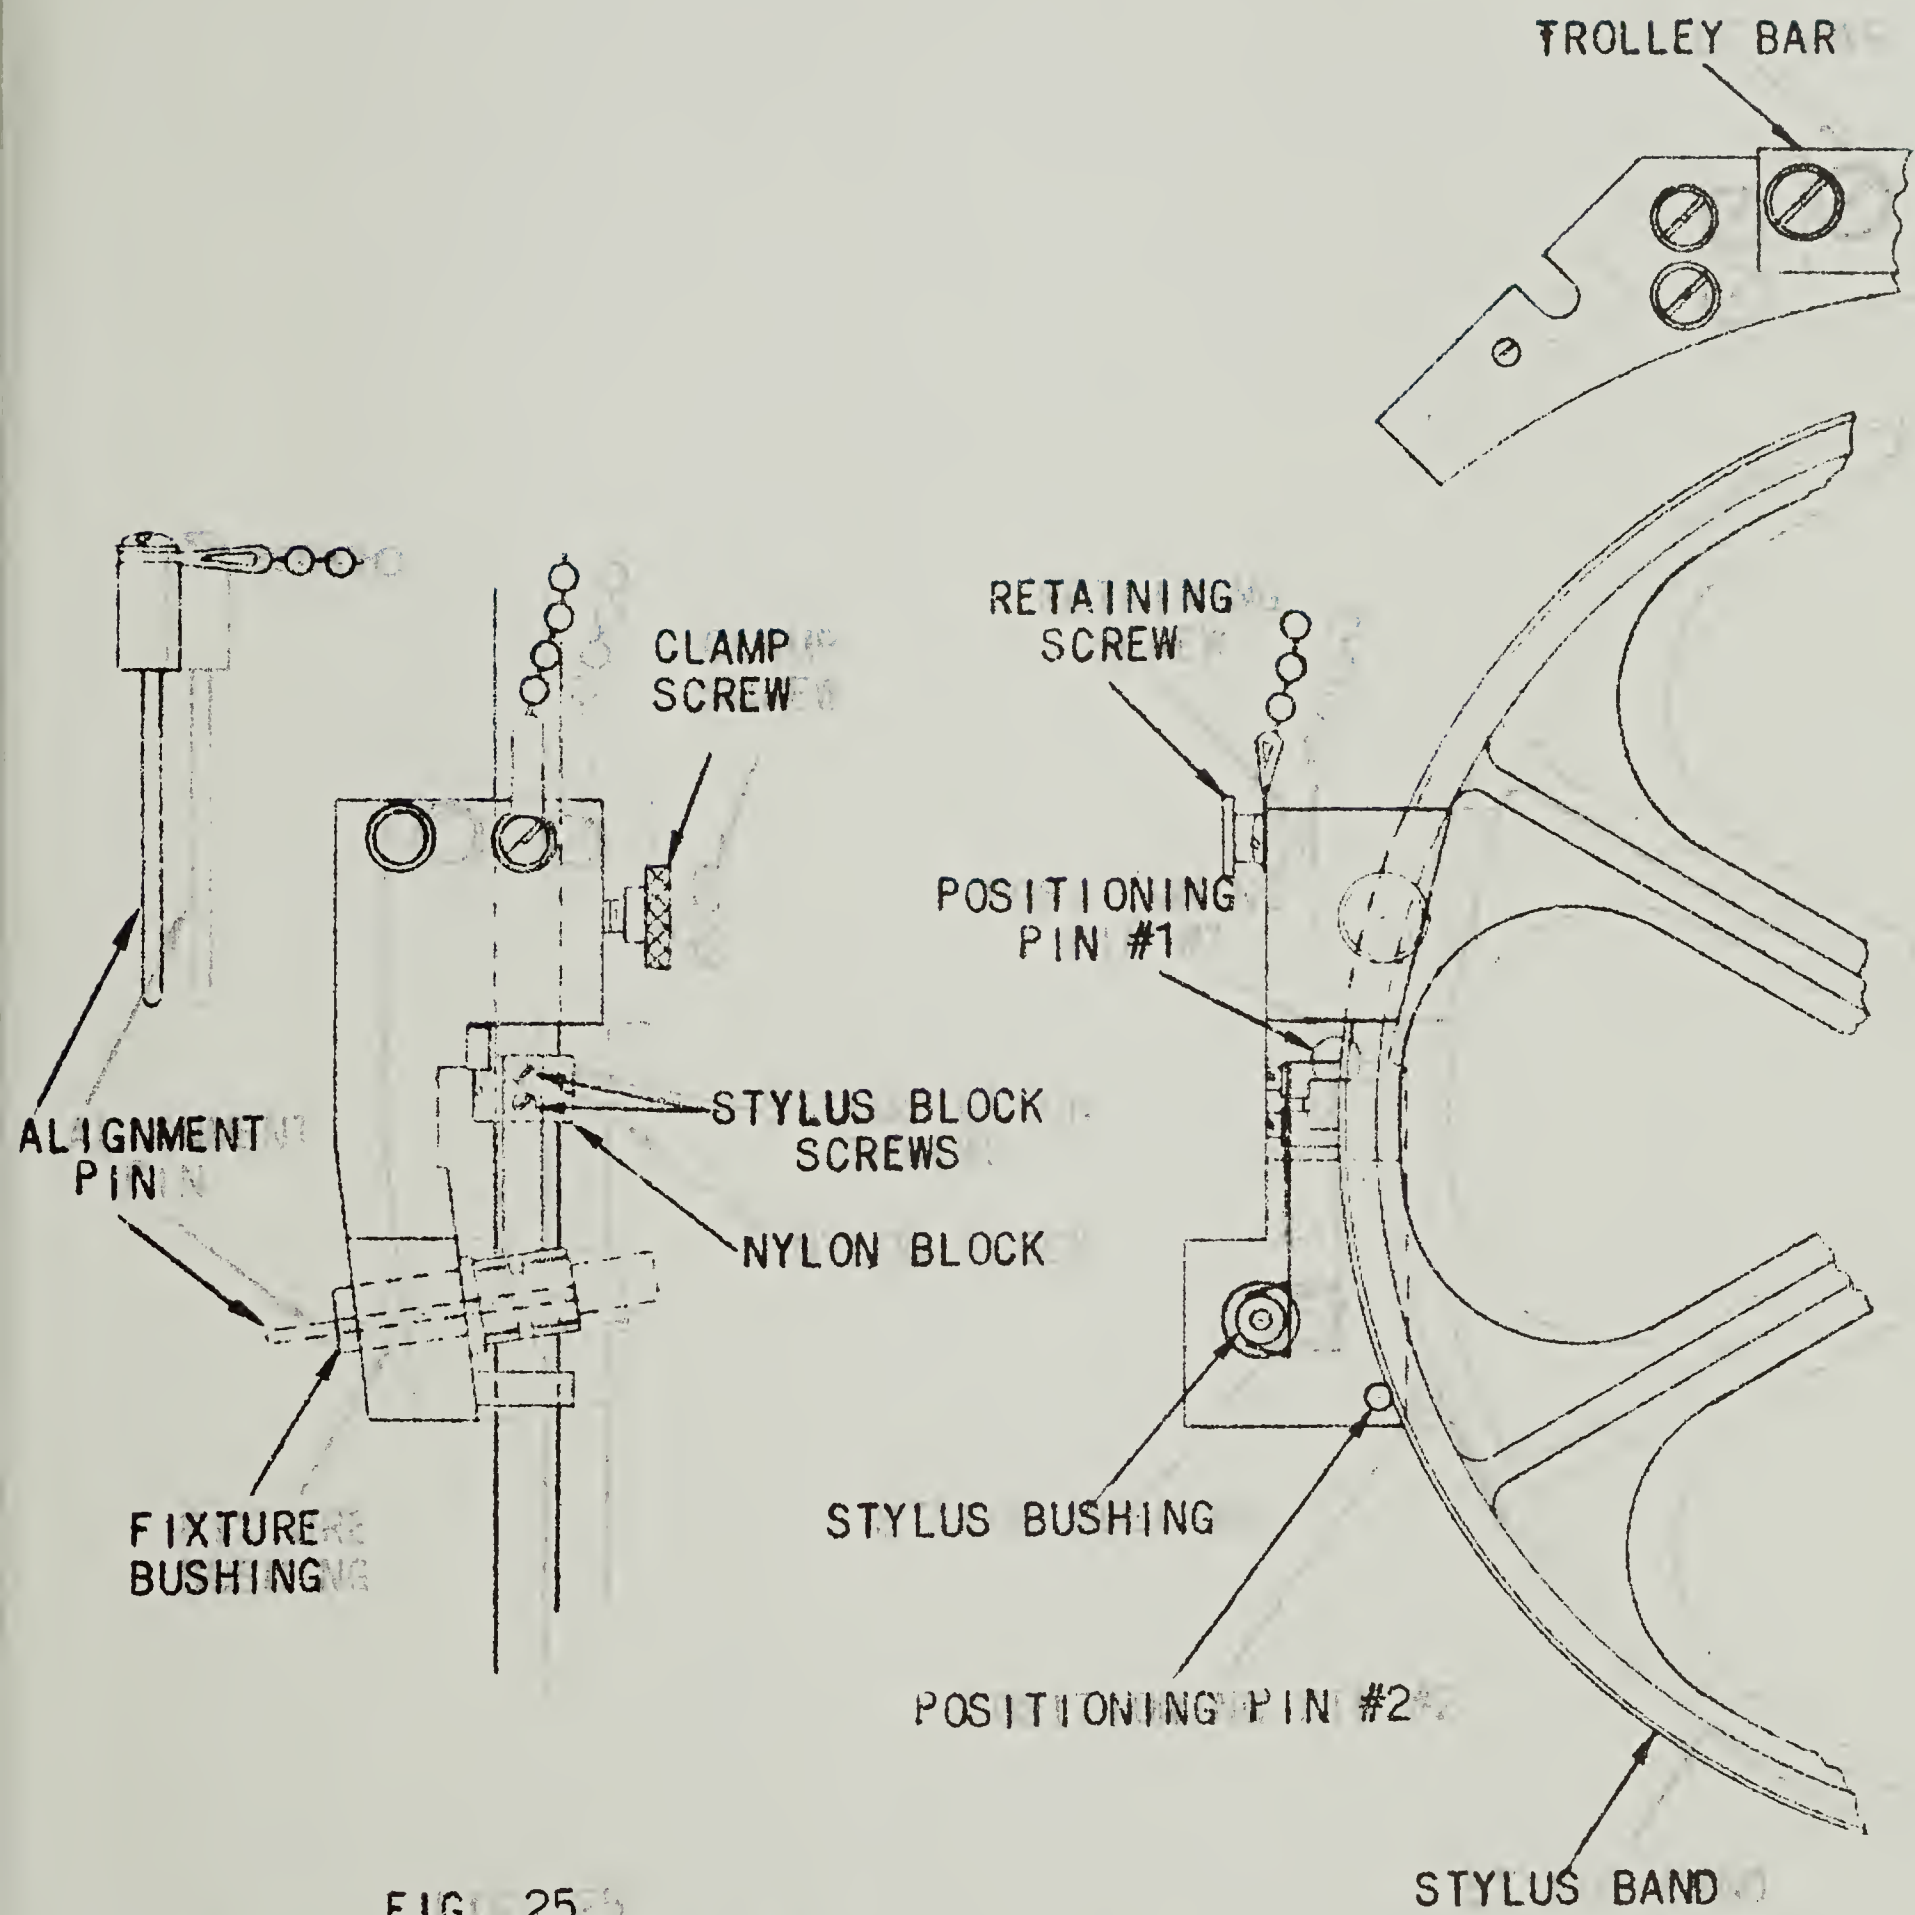 TROLLEY BAR
RETAINING
SCREW
CLAMP
SCREW
POSITIONING
PIN #1
STYLUS BLOCK
SCREWS
ALIGNMENT
PIN
NYLON BLOCK
STYLUS BUSHING
FIXTURE
BUSHING
POSITIONING PIN #2
STYLUS BAND
FIG 25